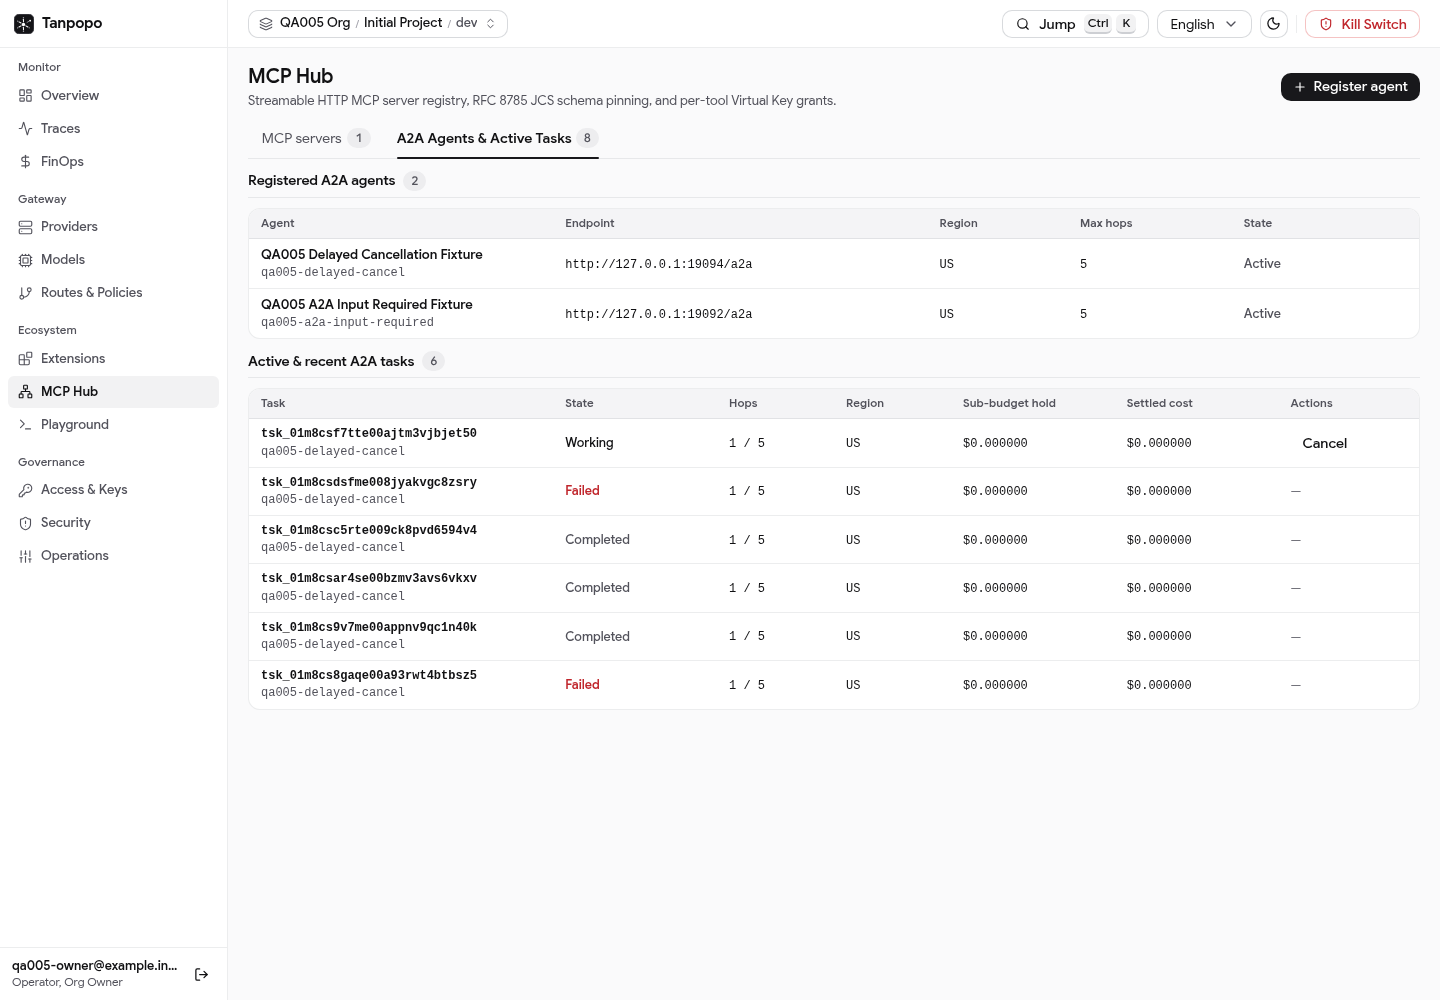 Tanpopo
QA005 Org / Initial Project / dev
Jump Ctrl K
English
Kill Switch
Monitor
Overview
Traces
FinOps
Gateway
Providers
Models
Routes & Policies
Ecosystem
Extensions
MCP Hub
Playground
Governance
Access & Keys
Security
Operations
qa005-owner@example.in...
Operator, Org Owner
MCP Hub
Streamable HTTP MCP server registry, RFC 8785 JCS schema pinning, and per-tool Virtual Key grants.
Register agent
MCP servers 1
A2A Agents & Active Tasks 8
Registered A2A agents 2
Agent Endpoint Region Max hops State
QA005 Delayed Cancellation Fixture
qa005-delayed-cancel
http://127.0.0.1:19094/a2a US 5 Active
QA005 A2A Input Required Fixture
qa005-a2a-input-required
http://127.0.0.1:19092/a2a US 5 Active
Active & recent A2A tasks 6
Task State Hops Region Sub-budget hold Settled cost Actions
tsk_01m8csf7tte00ajtm3vjbjet50
qa005-delayed-cancel
Working 1 / 5 US $0.000000 $0.000000 Cancel
tsk_01m8csdsfme008jyakvgc8zsry
qa005-delayed-cancel
Failed 1 / 5 US $0.000000 $0.000000 —
tsk_01m8csc5rte009ck8pvd6594v4
qa005-delayed-cancel
Completed 1 / 5 US $0.000000 $0.000000 —
tsk_01m8csar4se00bzmv3avs6vkxv
qa005-delayed-cancel
Completed 1 / 5 US $0.000000 $0.000000 —
tsk_01m8cs9v7me00appnv9qc1n40k
qa005-delayed-cancel
Completed 1 / 5 US $0.000000 $0.000000 —
tsk_01m8cs8gaqe00a93rwt4btbsz5
qa005-delayed-cancel
Failed 1 / 5 US $0.000000 $0.000000 —